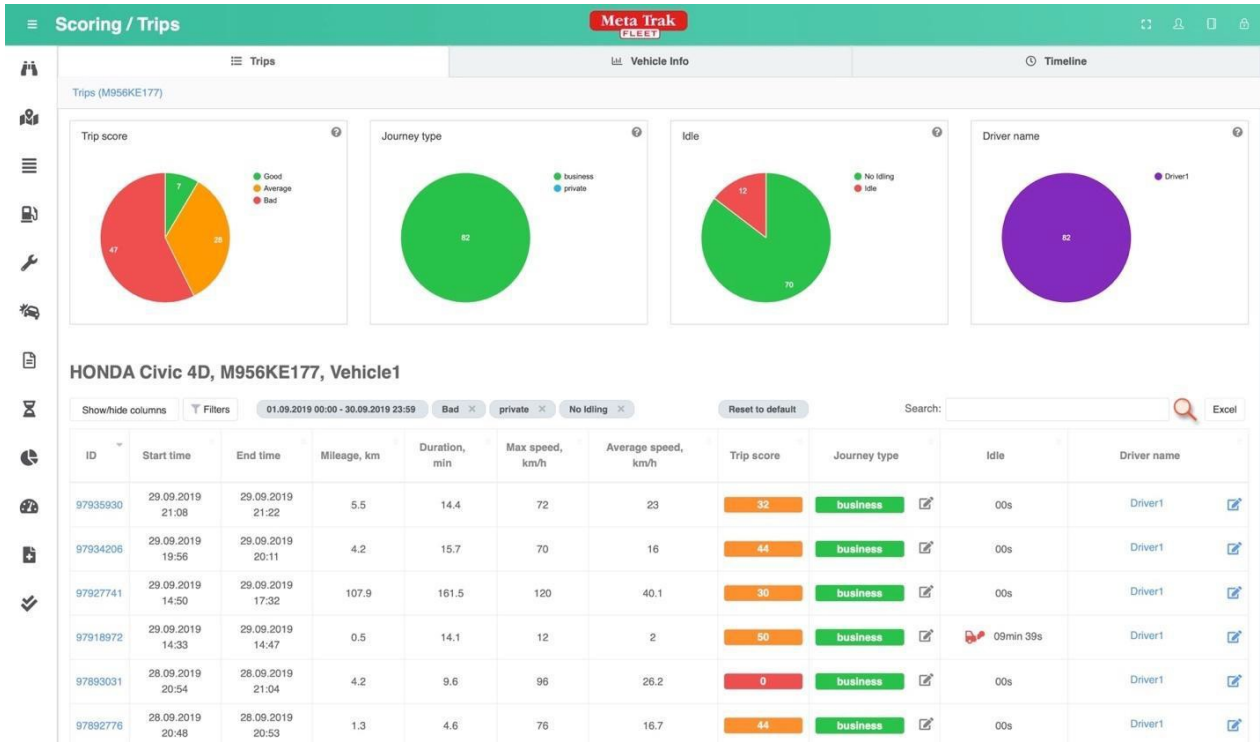 Scoring / Trips
Meta Trak
FLEET
Trips
Vehicle Info
Timeline
Trips (M956KE177)
Trip score
7
28
47
Good
Average
Bad
Journey type
82
business
private
Idle
12
70
No Idling
Idle
Driver name
82
Driver1
HONDA Civic 4D, M956KE177, Vehicle1
Show/hide columns Filters 01.09.2019 00:00 - 30.09.2019 23:59 Bad × private × No Idling × Reset to default Search: Excel
ID Start time End time Mileage, km Duration, min Max speed, km/h Average speed, km/h Trip score Journey type Idle Driver name
97935930 29.09.2019 21:08 29.09.2019 21:22 5.5 14.4 72 23 32 business 00s Driver1
97934206 29.09.2019 19:56 29.09.2019 20:11 4.2 15.7 70 16 44 business 00s Driver1
97927741 29.09.2019 14:50 29.09.2019 17:32 107.9 161.5 120 40.1 30 business 00s Driver1
97918972 29.09.2019 14:33 29.09.2019 14:47 0.5 14.1 12 2 50 business 09min 39s Driver1
97893031 28.09.2019 20:54 28.09.2019 21:04 4.2 9.6 96 26.2 0 business 00s Driver1
97892776 28.09.2019 20:48 28.09.2019 20:53 1.3 4.6 76 16.7 44 business 00s Driver1